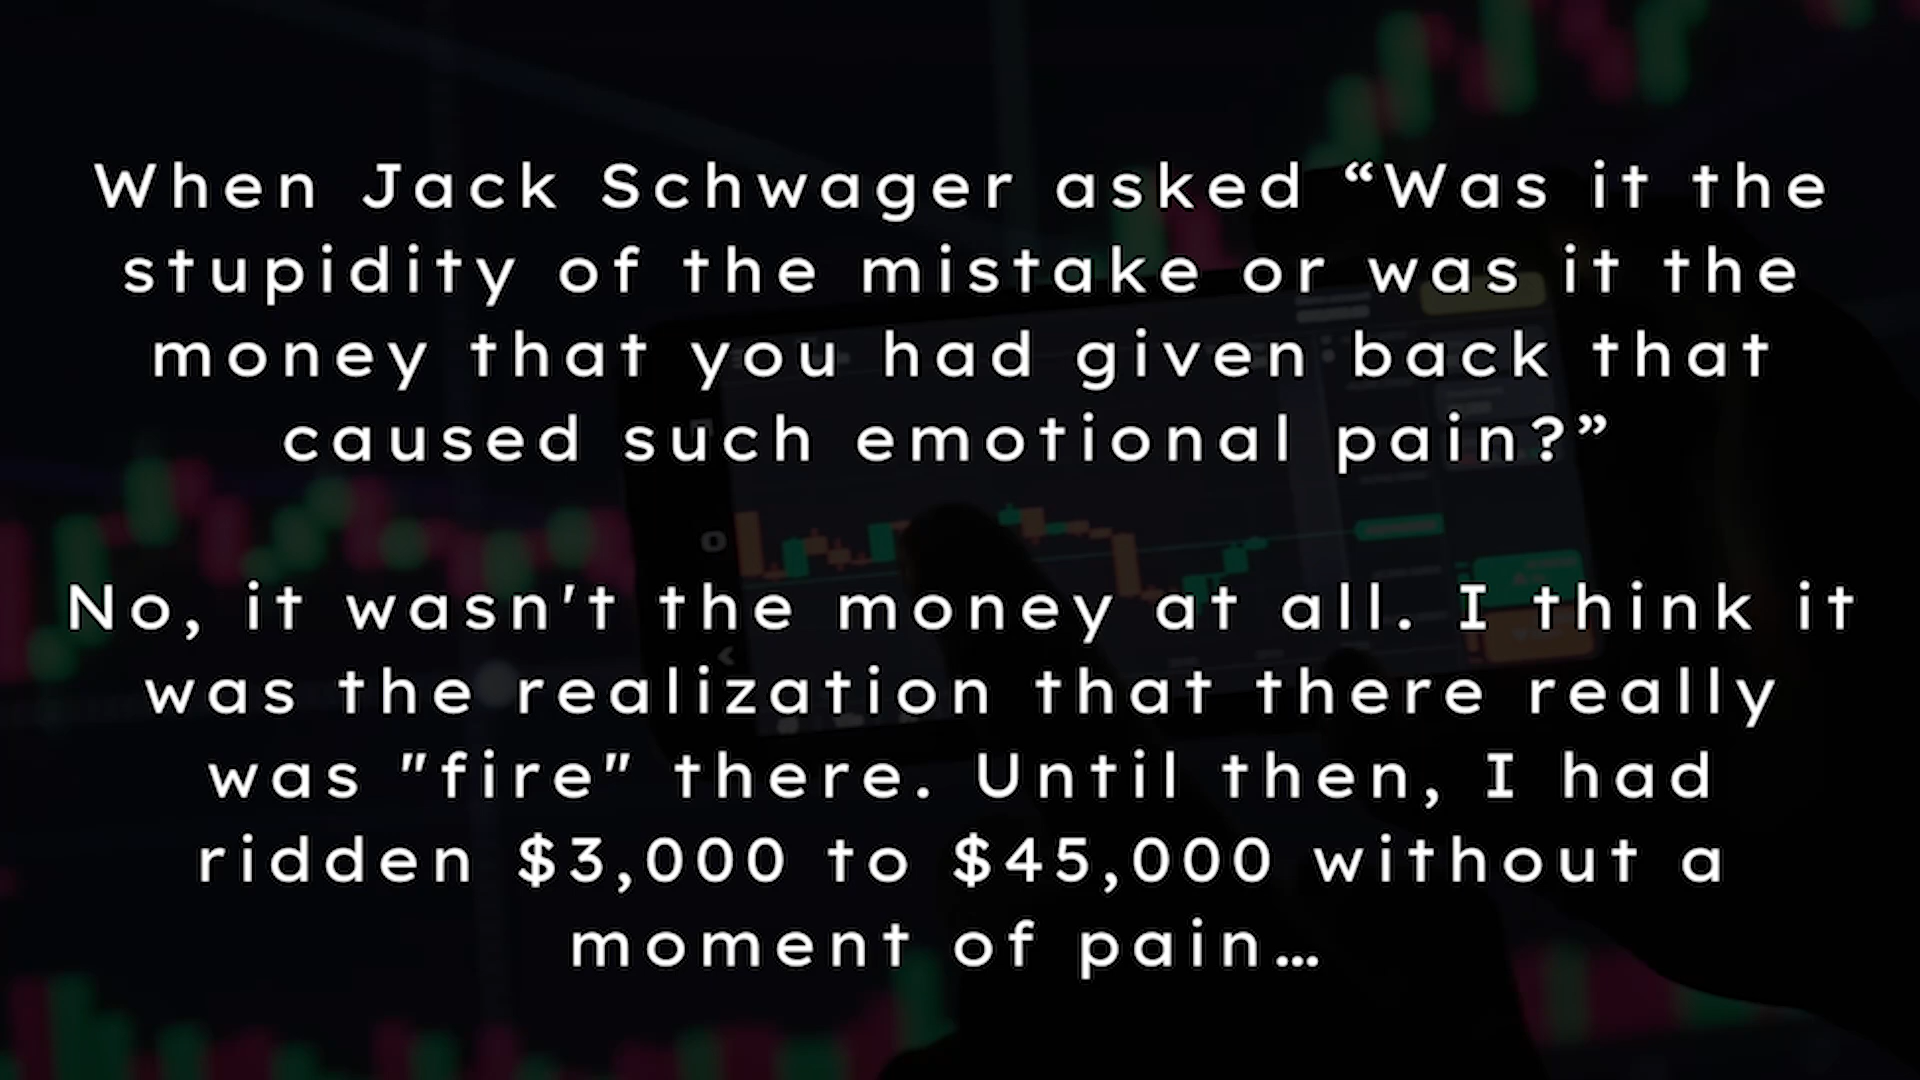 When Jack Schwager asked “Was it the
stupidity of the mistake or was it the
money that you had given back that
caused such emotional pain?”
No, it wasn't the money at all. I think it
was the realization that there really
was "fire" there. Until then, I had
ridden $3,000 to $45,000 without a
moment of pain…